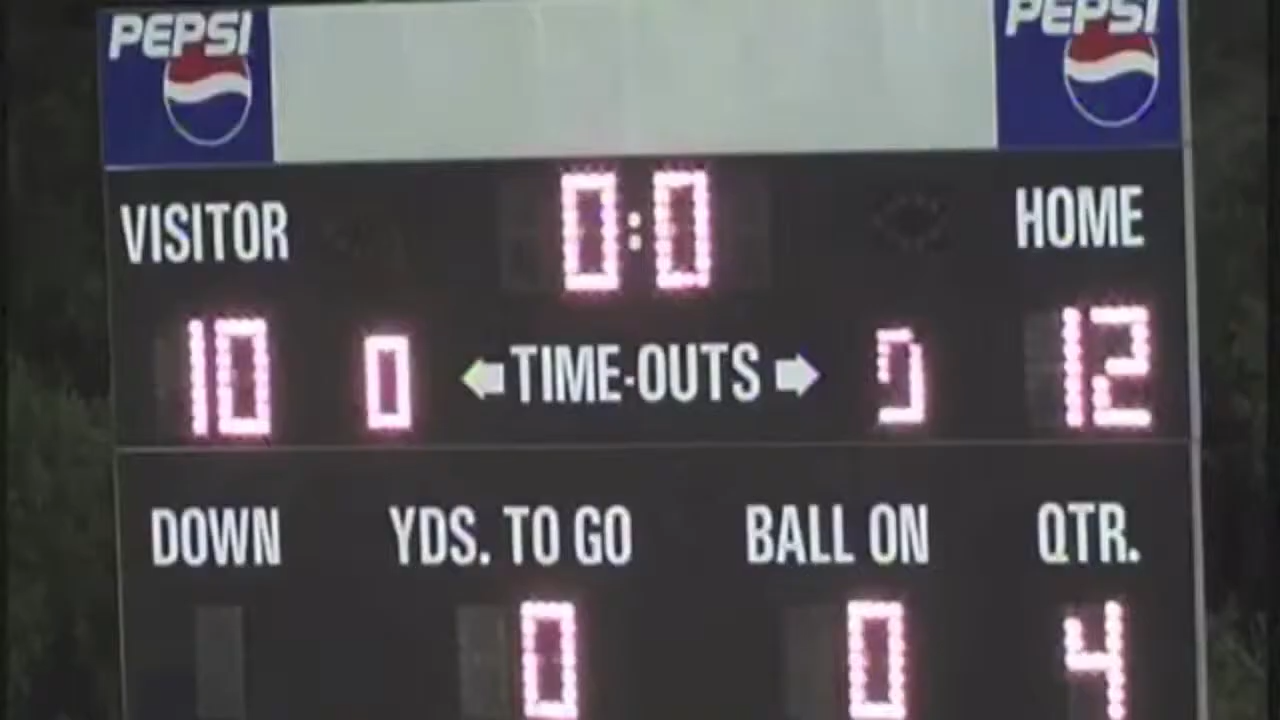 PEPSI PEPSI
VISITOR 0:0 HOME
10 0 TIME-OUTS 12
DOWN YDS. TO GO BALL ON QTR.
0 0 4